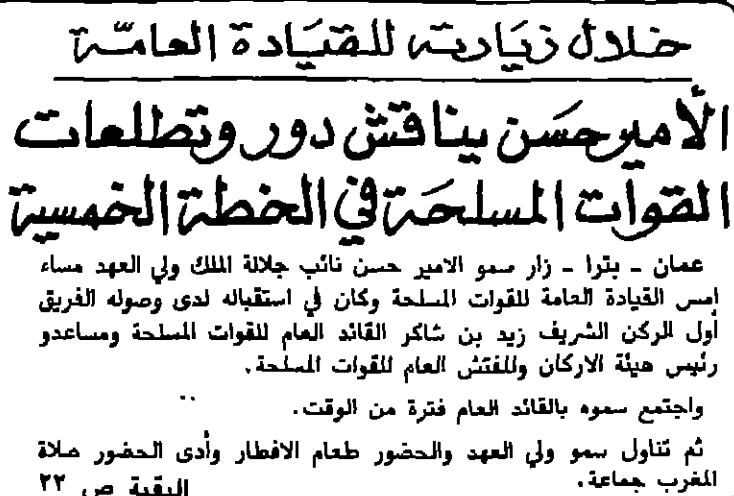 خلال زيارته للقيادة العامة
الأمير حسن يناقش دور وتطلعات
القوات المسلحة في الخطة الخمسية
عمان - بترا - زار سمو الامير حسن نائب جلالة الملك ولي العهد مساء
امس القيادة العامة للقوات المسلحة وكان في استقباله لدى وصوله الفريق
أول الركن الشريف زيد بن شاكر القائد العام للقوات المسلحة ومساعدو
رئيس هيئة الاركان والمفتش العام للقوات المسلحة.
واجتمع سموه بالقائد العام فترة من الوقت.
ثم تناول سمو ولي العهد والحضور طعام الافطار وأدى الحضور صلاة
المغرب جماعة.
البقية ص ٢٢